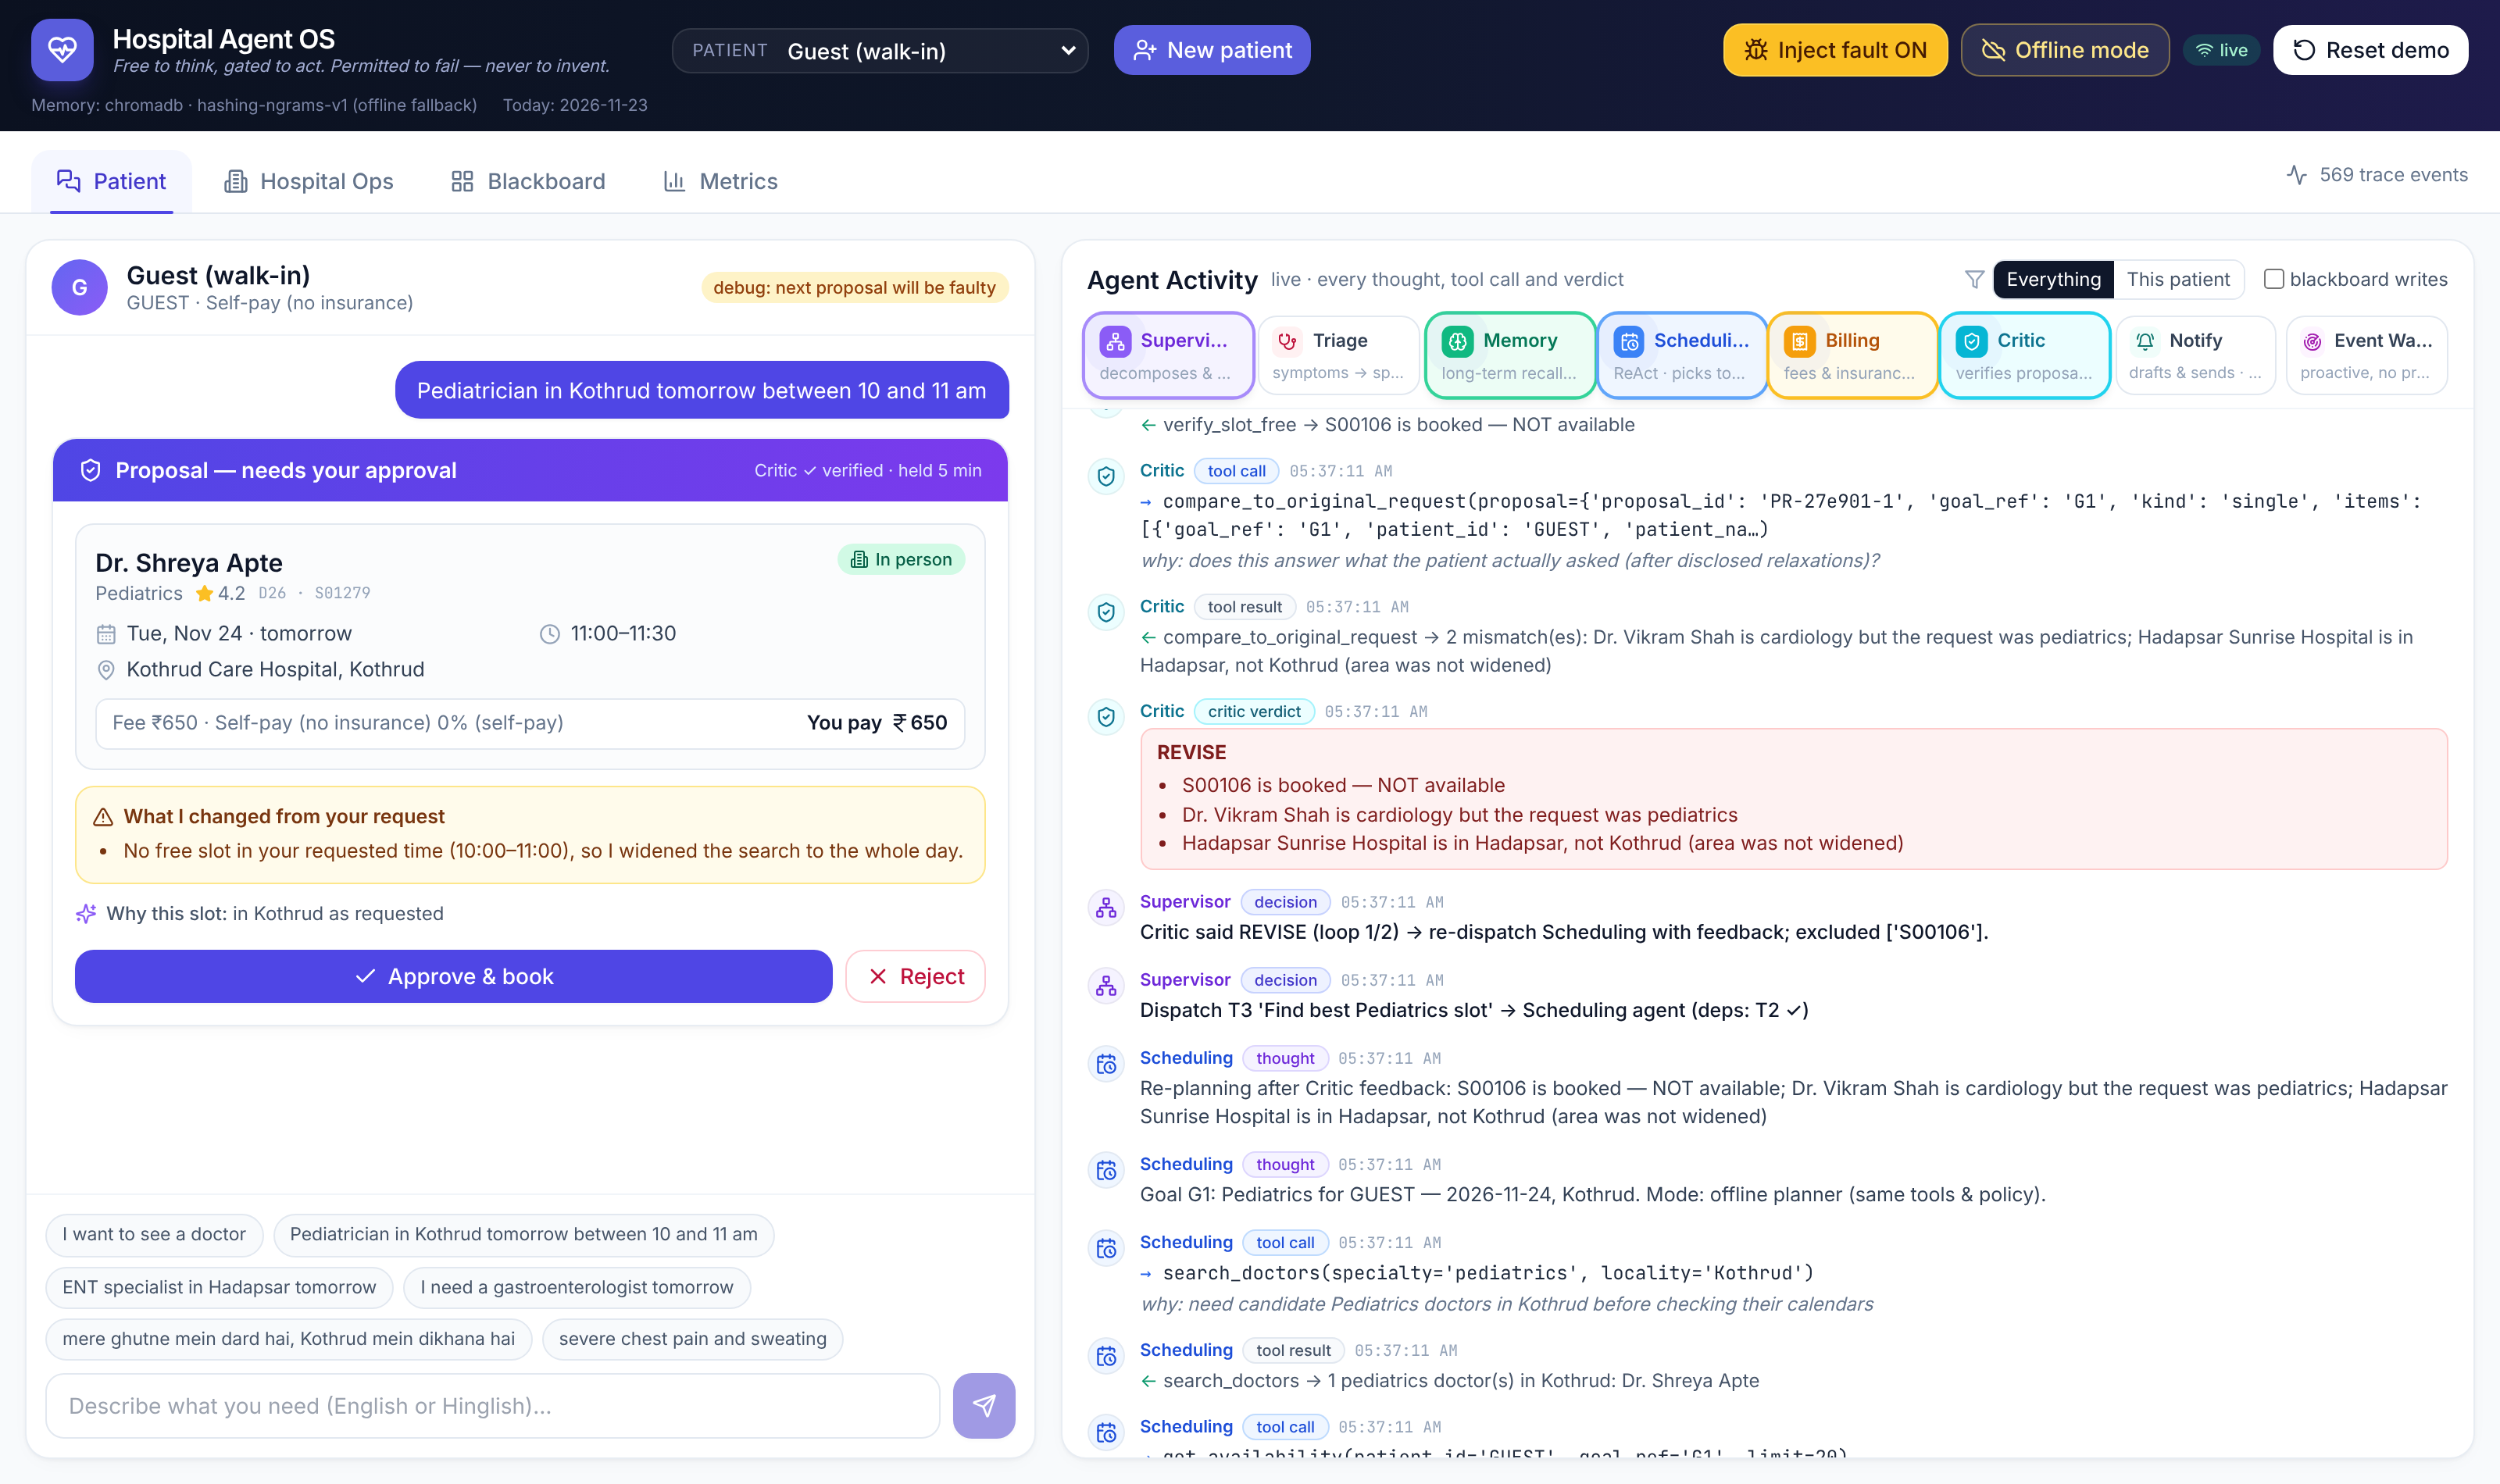 Hospital Agent OS
Free to think, gated to act. Permitted to fail — never to invent.
PATIENT Guest (walk-in)
New patient
Inject fault ON
Offline mode
live
Reset demo
Memory: chromadb · hashing-ngrams-v1 (offline fallback) Today: 2026-11-23
Patient
Hospital Ops
Blackboard
Metrics
569 trace events
G
Guest (walk-in)
GUEST · Self-pay (no insurance)
debug: next proposal will be faulty
Pediatrician in Kothrud tomorrow between 10 and 11 am
Proposal — needs your approval
Critic ✓ verified · held 5 min
Dr. Shreya Apte
In person
Pediatrics 4.2 D26 · S01279
Tue, Nov 24 · tomorrow
11:00–11:30
Kothrud Care Hospital, Kothrud
Fee ₹650 · Self-pay (no insurance) 0% (self-pay)
You pay ₹650
What I changed from your request
• No free slot in your requested time (10:00–11:00), so I widened the search to the whole day.
Why this slot: in Kothrud as requested
Approve & book
Reject
I want to see a doctor
Pediatrician in Kothrud tomorrow between 10 and 11 am
ENT specialist in Hadapsar tomorrow
I need a gastroenterologist tomorrow
mere ghutne mein dard hai, Kothrud mein dikhana hai
severe chest pain and sweating
Describe what you need (English or Hinglish)...
Agent Activity live · every thought, tool call and verdict
Everything
This patient
blackboard writes
Supervi...
decomposes & ...
Triage
symptoms → sp...
Memory
long-term recall...
Scheduli...
ReAct · picks to...
Billing
fees & insuranc...
Critic
verifies proposa...
Notify
drafts & sends · ...
Event Wa...
proactive, no pr...
← verify_slot_free → S00106 is booked — NOT available
Critic tool call 05:37:11 AM
→ compare_to_original_request(proposal={'proposal_id': 'PR-27e901-1', 'goal_ref': 'G1', 'kind': 'single', 'items':
[{'goal_ref': 'G1', 'patient_id': 'GUEST', 'patient_na…)
why: does this answer what the patient actually asked (after disclosed relaxations)?
Critic tool result 05:37:11 AM
← compare_to_original_request → 2 mismatch(es): Dr. Vikram Shah is cardiology but the request was pediatrics; Hadapsar Sunrise Hospital is in
Hadapsar, not Kothrud (area was not widened)
Critic critic verdict 05:37:11 AM
REVISE
• S00106 is booked — NOT available
• Dr. Vikram Shah is cardiology but the request was pediatrics
• Hadapsar Sunrise Hospital is in Hadapsar, not Kothrud (area was not widened)
Supervisor decision 05:37:11 AM
Critic said REVISE (loop 1/2) → re-dispatch Scheduling with feedback; excluded ['S00106'].
Supervisor decision 05:37:11 AM
Dispatch T3 'Find best Pediatrics slot' → Scheduling agent (deps: T2 ✓)
Scheduling thought 05:37:11 AM
Re-planning after Critic feedback: S00106 is booked — NOT available; Dr. Vikram Shah is cardiology but the request was pediatrics; Hadapsar
Sunrise Hospital is in Hadapsar, not Kothrud (area was not widened)
Scheduling thought 05:37:11 AM
Goal G1: Pediatrics for GUEST — 2026-11-24, Kothrud. Mode: offline planner (same tools & policy).
Scheduling tool call 05:37:11 AM
→ search_doctors(specialty='pediatrics', locality='Kothrud')
why: need candidate Pediatrics doctors in Kothrud before checking their calendars
Scheduling tool result 05:37:11 AM
← search_doctors → 1 pediatrics doctor(s) in Kothrud: Dr. Shreya Apte
Scheduling tool call 05:37:11 AM
→ get_availability(patient_id='GUEST', goal_ref='G1', limit=20)